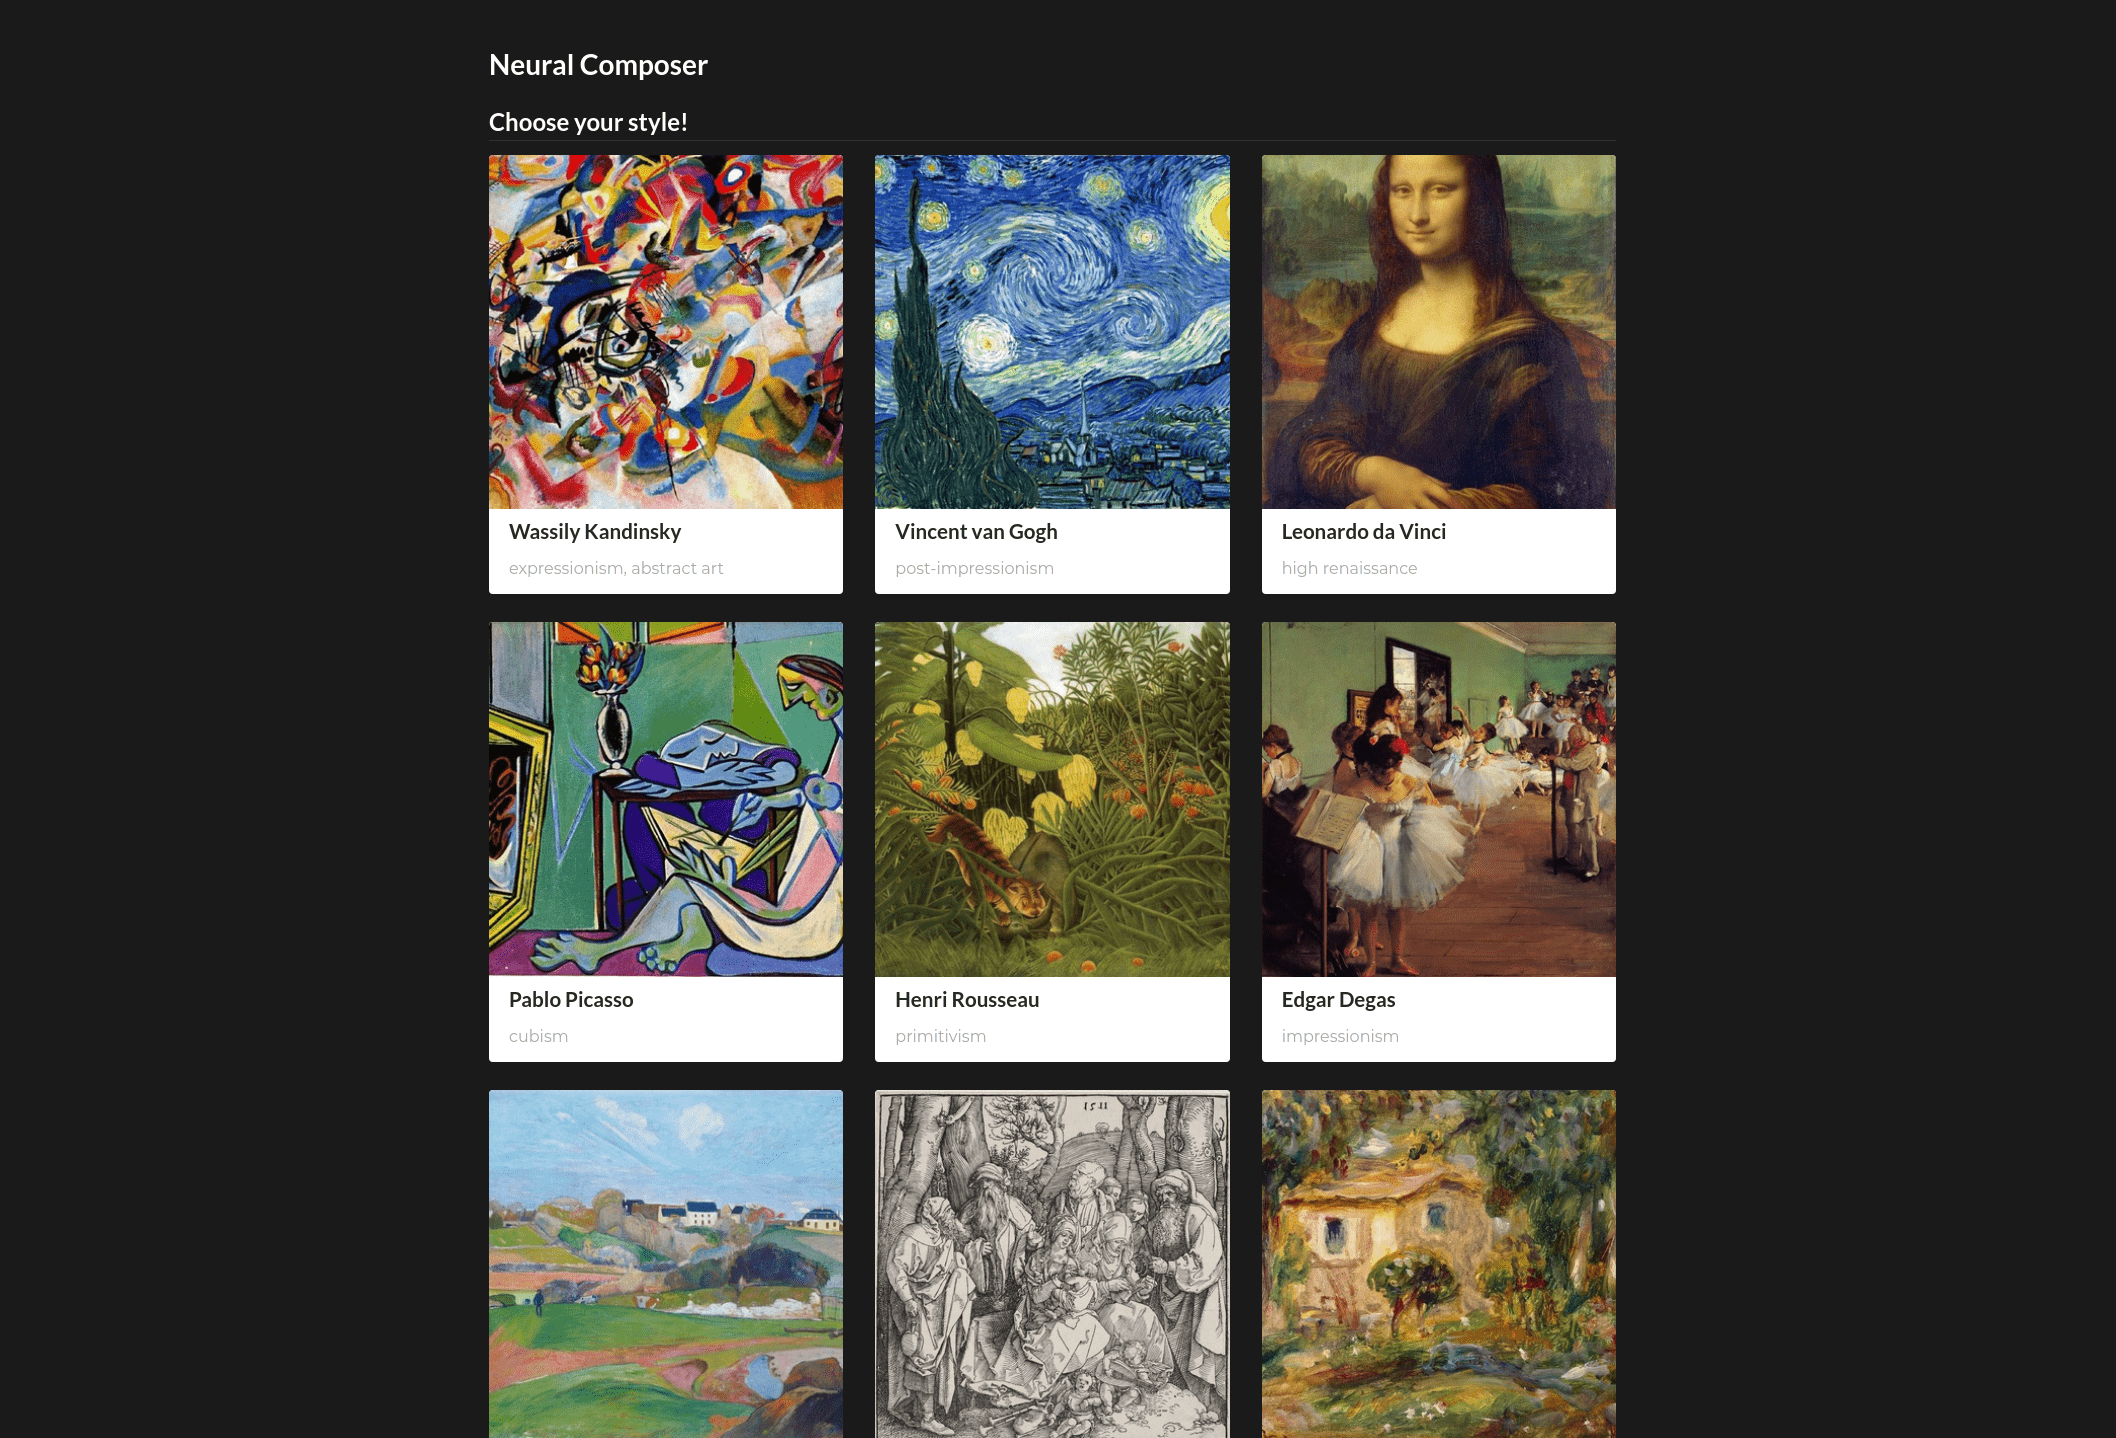 Neural Composer
Choose your style!
Wassily Kandinsky
expressionism, abstract art
Vincent van Gogh
post-impressionism
Leonardo da Vinci
high renaissance
Pablo Picasso
cubism
Henri Rousseau
primitivism
Edgar Degas
impressionism
1511